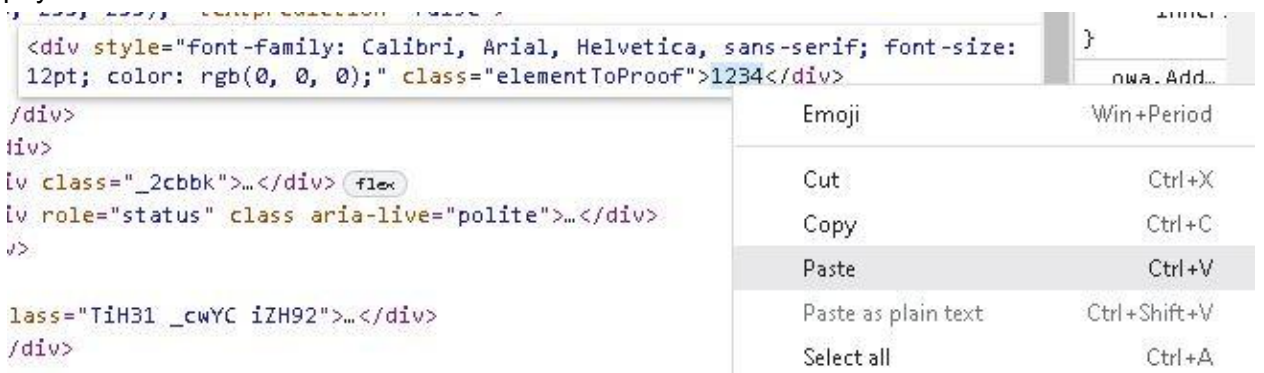 <div style="font-family: Calibri, Arial, Helvetica, sans-serif; font-size:
12pt; color: rgb(0, 0, 0);" class="elementToProof">1234</div>
}
owa.Add…
/div>
div>
iv class="_2cbbk">…</div> flex
iv role="status" class aria-live="polite">…</div>
v>
lass="TiH31 _cwYC iZH92">…</div>
/div>
Emoji Win+Period
Cut Ctrl+X
Copy Ctrl+C
Paste Ctrl+V
Paste as plain text Ctrl+Shift+V
Select all Ctrl+A